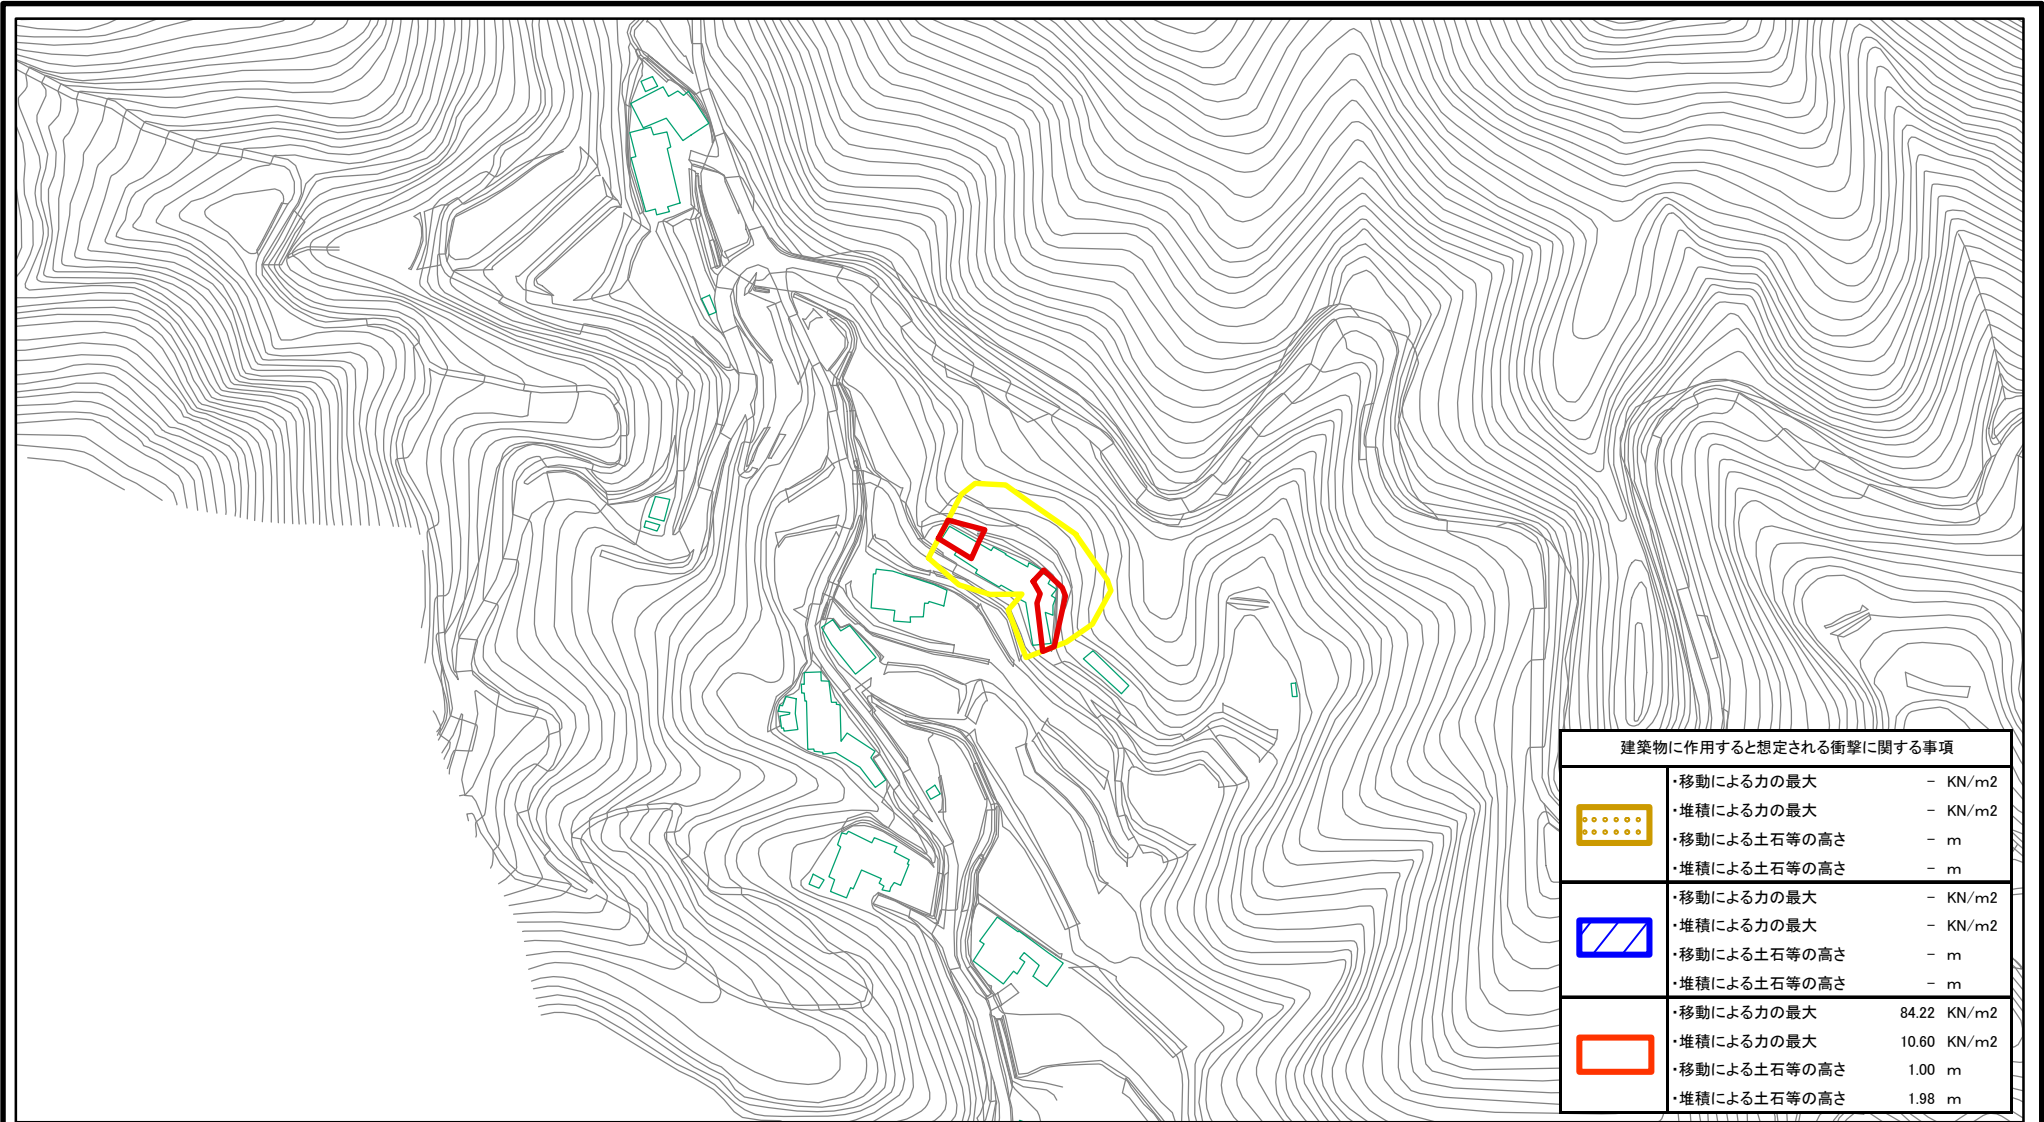 建築物に作用すると想定される衝撃に関する事項
・移動による力の最大 － KN/m2
・堆積による力の最大 － KN/m2
・移動による土石等の高さ － m
・堆積による土石等の高さ － m
・移動による力の最大 － KN/m2
・堆積による力の最大 － KN/m2
・移動による土石等の高さ － m
・堆積による土石等の高さ － m
・移動による力の最大 84.22 KN/m2
・堆積による力の最大 10.60 KN/m2
・移動による土石等の高さ 1.00 m
・堆積による土石等の高さ 1.98 m